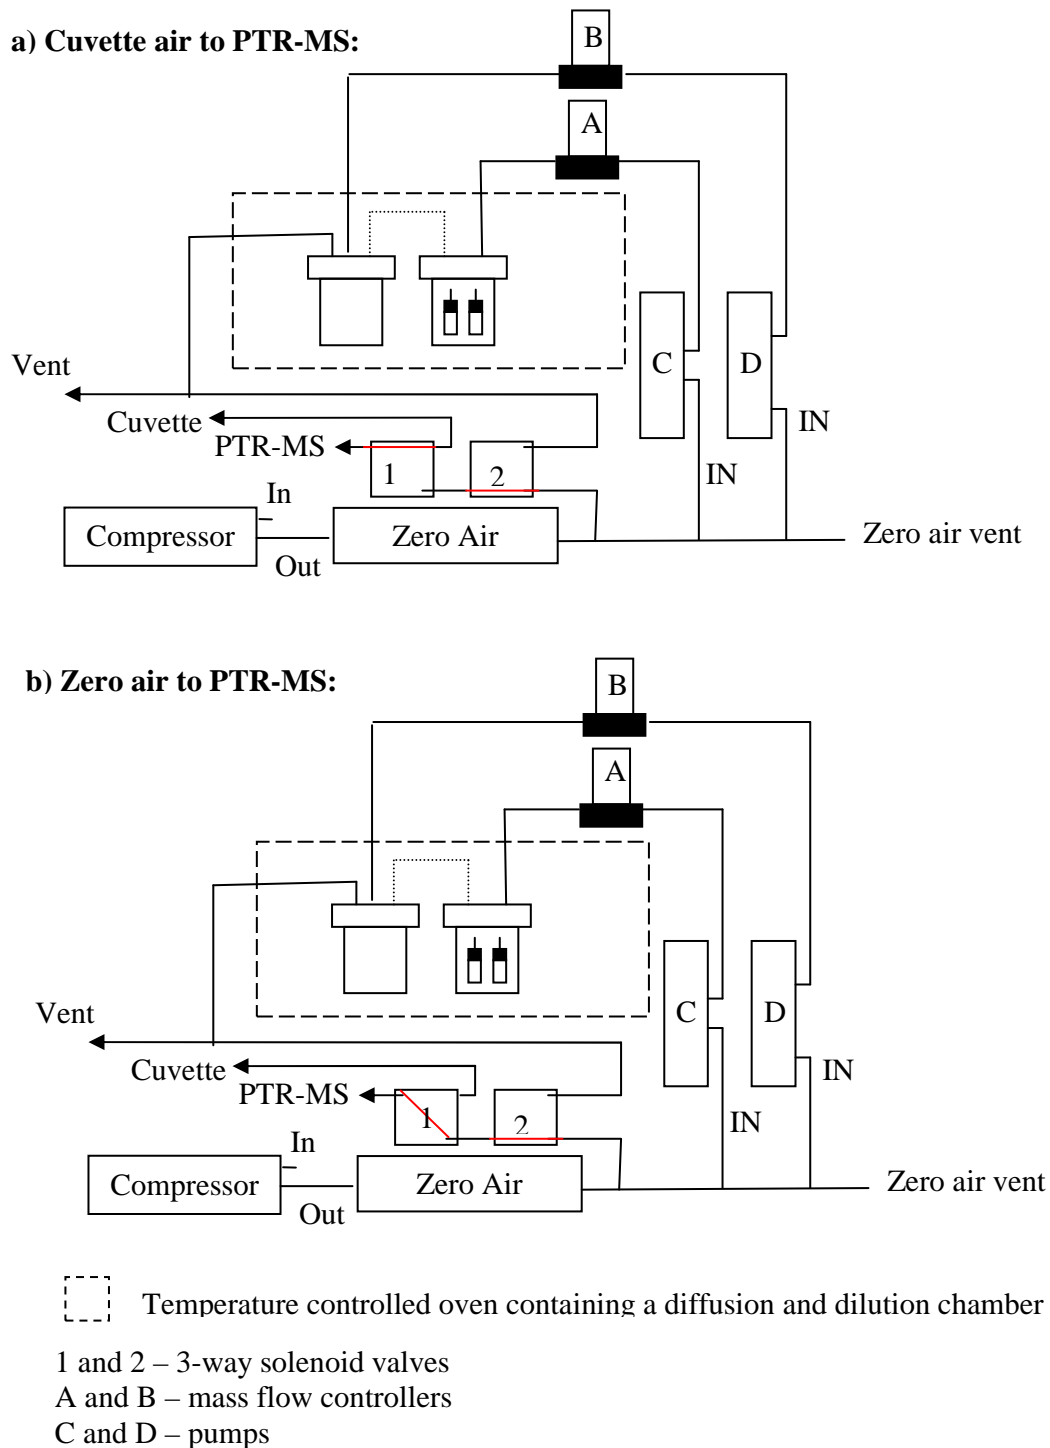 a) Cuvette air to PTR-MS:
B
A
C
D
Vent
Cuvette
IN
PTR-MS
1
2
IN
In
Compressor
Zero Air
Zero air vent
Out
b) Zero air to PTR-MS:
B
A
C
D
Vent
Cuvette
IN
PTR-MS
1
2
IN
In
Compressor
Zero Air
Zero air vent
Out
Temperature controlled oven containing a diffusion and dilution chamber
1 and 2 – 3-way solenoid valves
A and B – mass flow controllers
C and D – pumps